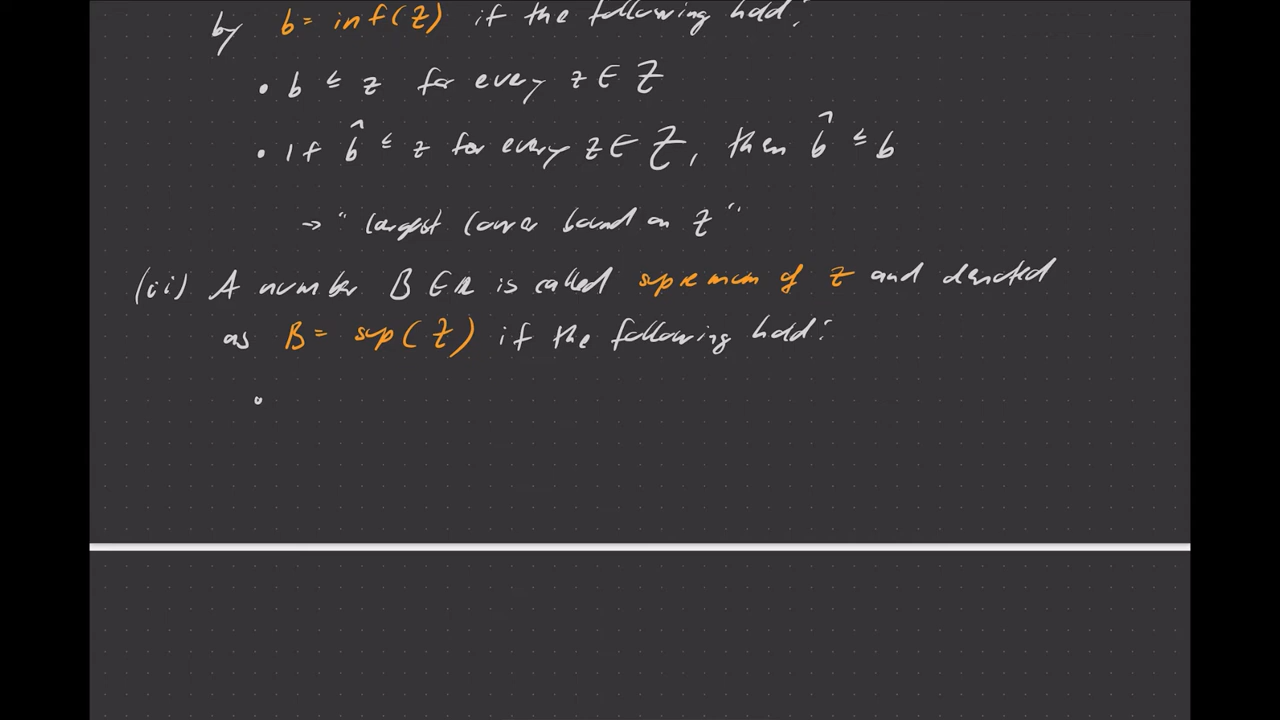 by b = inf(Z) if the following hold:
• b ≤ z for every z ∈ Z
• If b̂ ≤ z for every z ∈ Z, then b̂ ≤ b
→ "largest lower bound on Z"
(ii) A number B ∈ ℝ is called supremum of Z and denoted
as B = sup(Z) if the following hold:
•